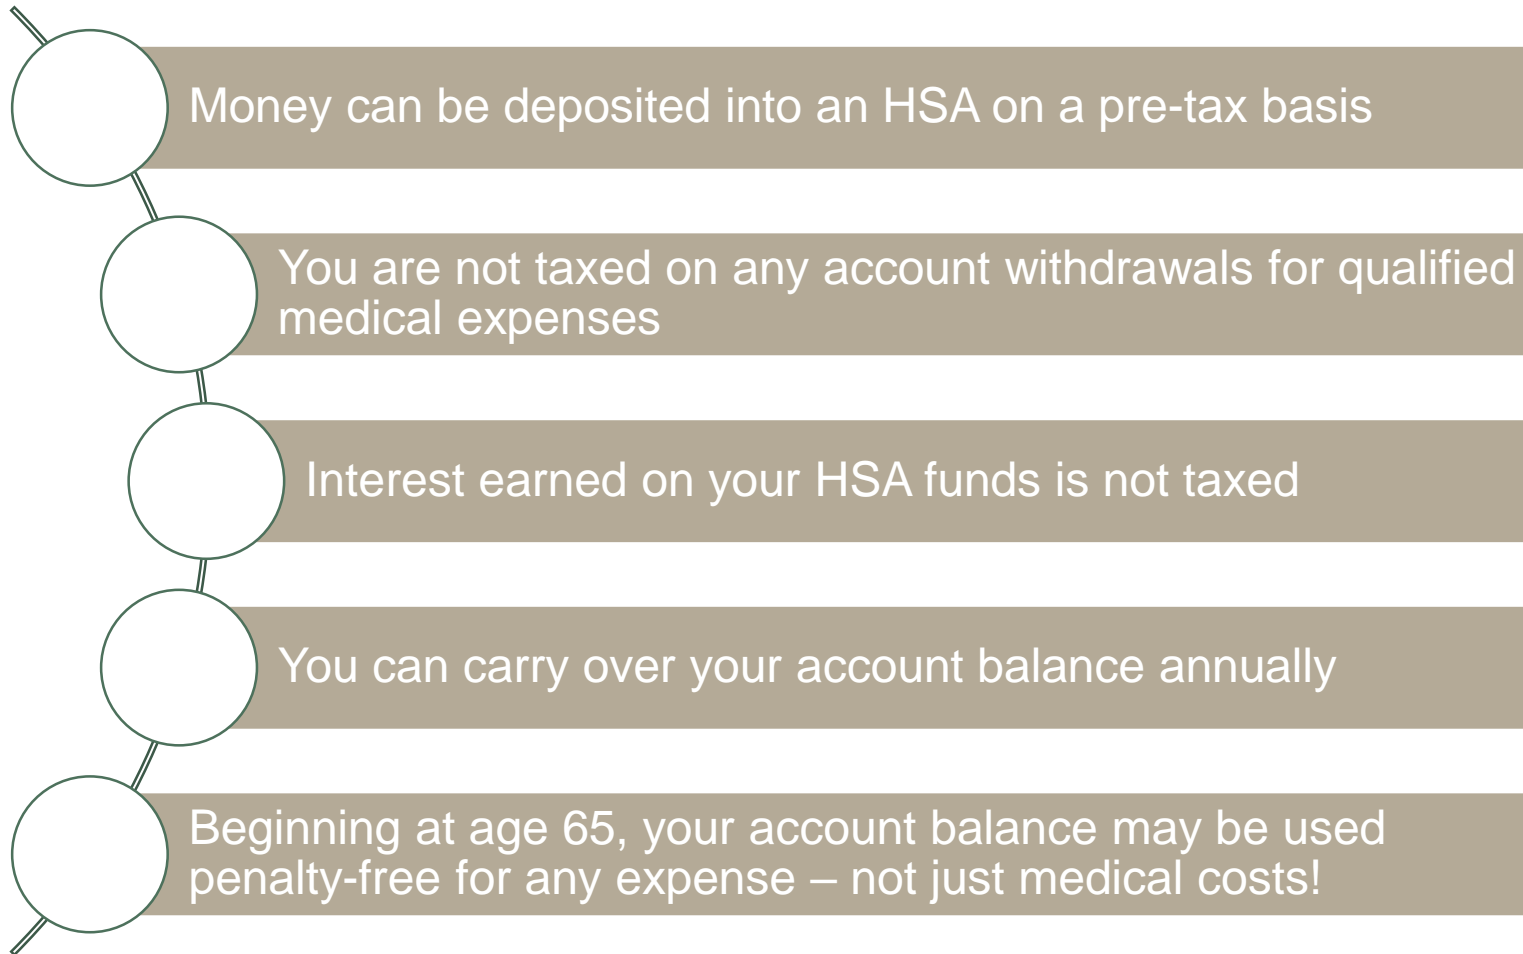 Money can be deposited into an HSA on a pre-tax basis
You are not taxed on any account withdrawals for qualified
medical expenses
Interest earned on your HSA funds is not taxed
You can carry over your account balance annually
Beginning at age 65, your account balance may be used
penalty-free for any expense – not just medical costs!